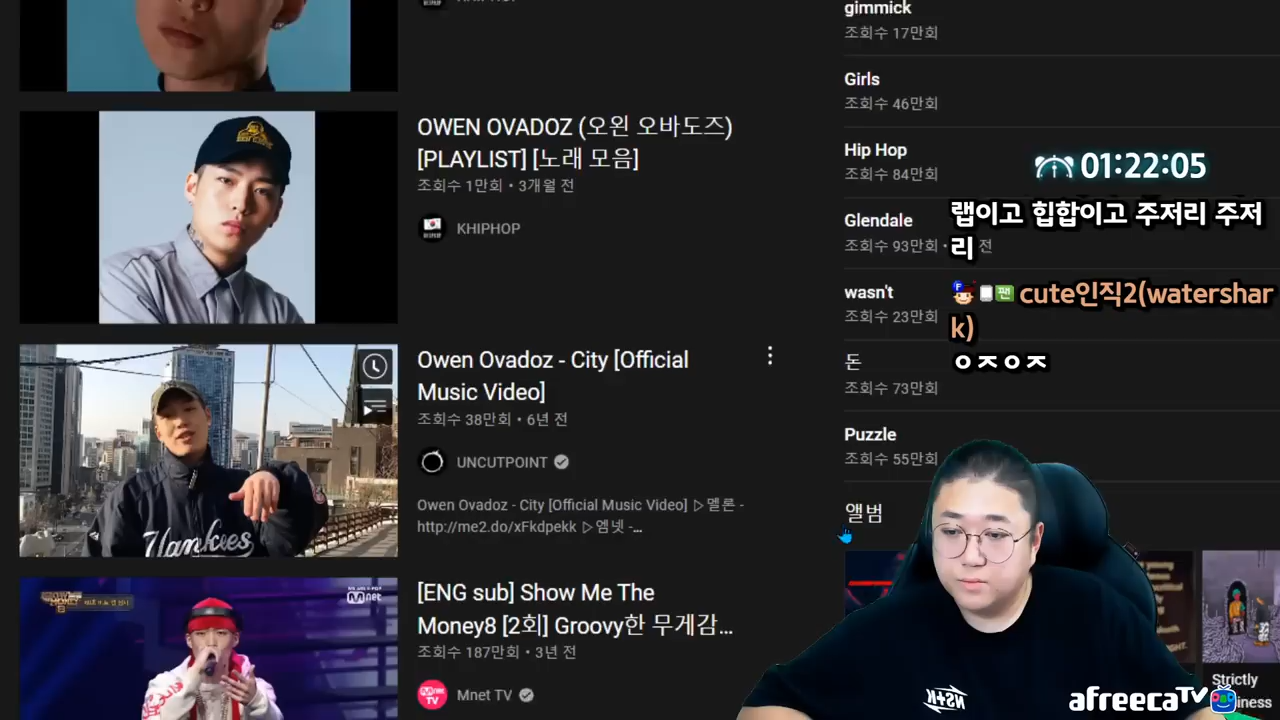 gimmick
조회수 17만회
Girls
조회수 46만회
OWEN OVADOZ (오왼 오바도즈)
[PLAYLIST] [노래 모음]
조회수 1만회 • 3개월 전
KHIPHOP
Hip Hop
조회수 84만회
01:22:05
Glendale
조회수 93만회 •
전
랩이고 힙합이고 주저리 주저
리
wasn't
조회수 23만회
cute인직2(watershar
k)
ㅇㅈㅇㅈ
Owen Ovadoz - City [Official
Music Video]
조회수 38만회 • 6년 전
UNCUTPOINT
Owen Ovadoz - City [Official Music Video] ▷멜론 -
http://me2.do/xFkdpekk ▷엠넷 -...
돈
조회수 73만회
Puzzle
조회수 55만회
앨범
Yankees
[ENG sub] Show Me The
Money8 [2회] Groovy한 무게감...
조회수 187만회 • 3년 전
Mnet TV
Mnet
Strictly
iness
afreecaTV